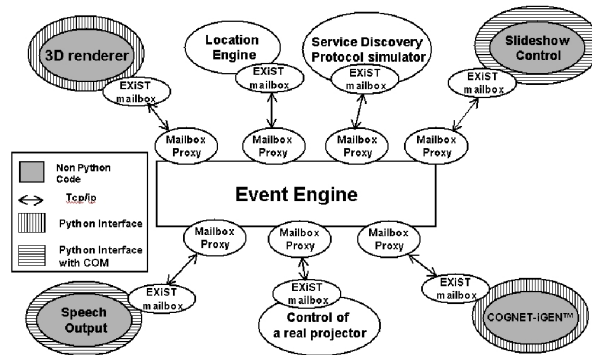 3D renderer
EXiST
mailbox
Location
Engine
EXiST
mailbox
Service Discovery
Protocol simulator
EXiST
mailbox
Slideshow
Control
EXiST
mailbox
Mailbox
Proxy
Mailbox
Proxy
Mailbox
Proxy
Mailbox
Proxy
Event Engine
Non Python
Code
Tcp/ip
Python Interface
Python Interface
with COM
Mailbox
Proxy
Mailbox
Proxy
Mailbox
Proxy
Speech
Output
EXiST
mailbox
EXiST
mailbox
Control of
a real projector
EXiST
mailbox
COGNET-iGEN™